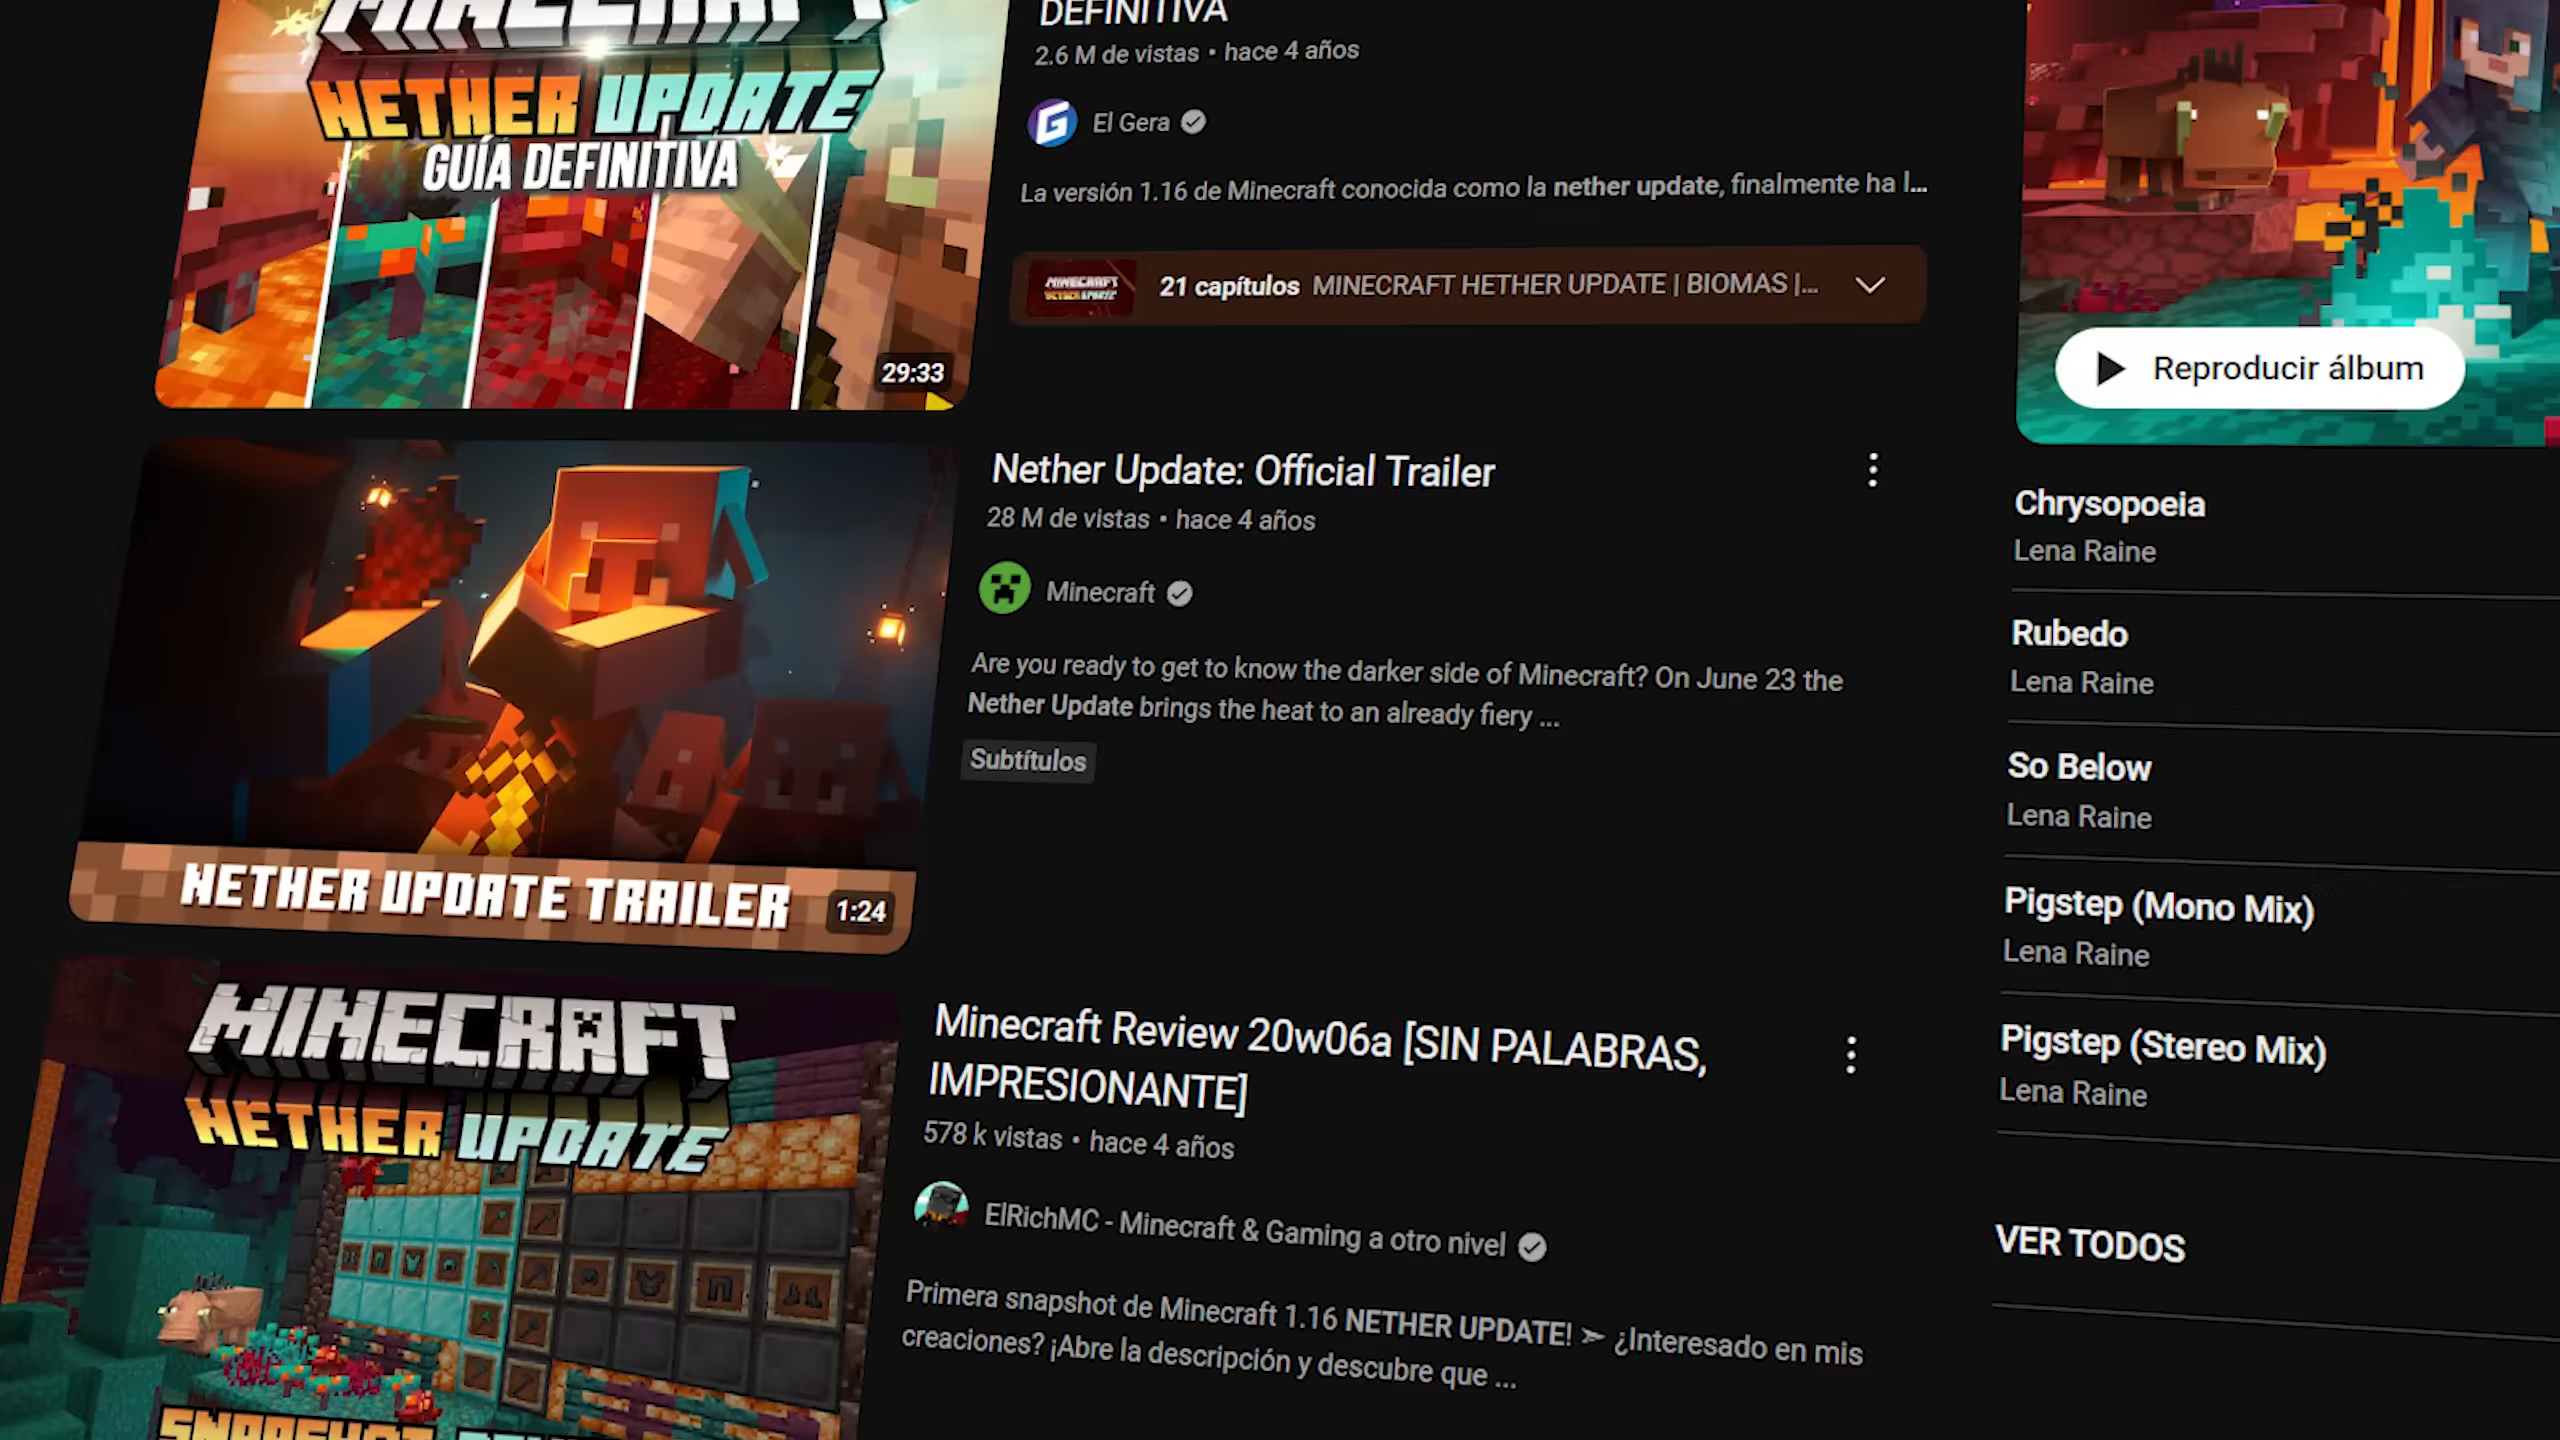 MINECRAFT
NETHER UPDATE
GUÍA DEFINITIVA
29:33
DEFINITIVA
2.6 M de vistas • hace 4 años
El Gera
La versión 1.16 de Minecraft conocida como la nether update, finalmente ha l...
MINECRAFT
NETHER UPDATE
21 capítulos MINECRAFT HETHER UPDATE | BIOMAS |...
NETHER UPDATE TRAILER
1:24
Nether Update: Official Trailer
28 M de vistas • hace 4 años
Minecraft
Are you ready to get to know the darker side of Minecraft? On June 23 the
Nether Update brings the heat to an already fiery ...
Subtítulos
MINECRAFT
NETHER UPDATE
SNAPSHOT
Minecraft Review 20w06a [SIN PALABRAS,
IMPRESIONANTE]
578 k vistas • hace 4 años
ElRichMC - Minecraft & Gaming a otro nivel
Primera snapshot de Minecraft 1.16 NETHER UPDATE! ➣ ¿Interesado en mis
creaciones? ¡Abre la descripción y descubre que ...
Reproducir álbum
Chrysopoeia
Lena Raine
Rubedo
Lena Raine
So Below
Lena Raine
Pigstep (Mono Mix)
Lena Raine
Pigstep (Stereo Mix)
Lena Raine
VER TODOS